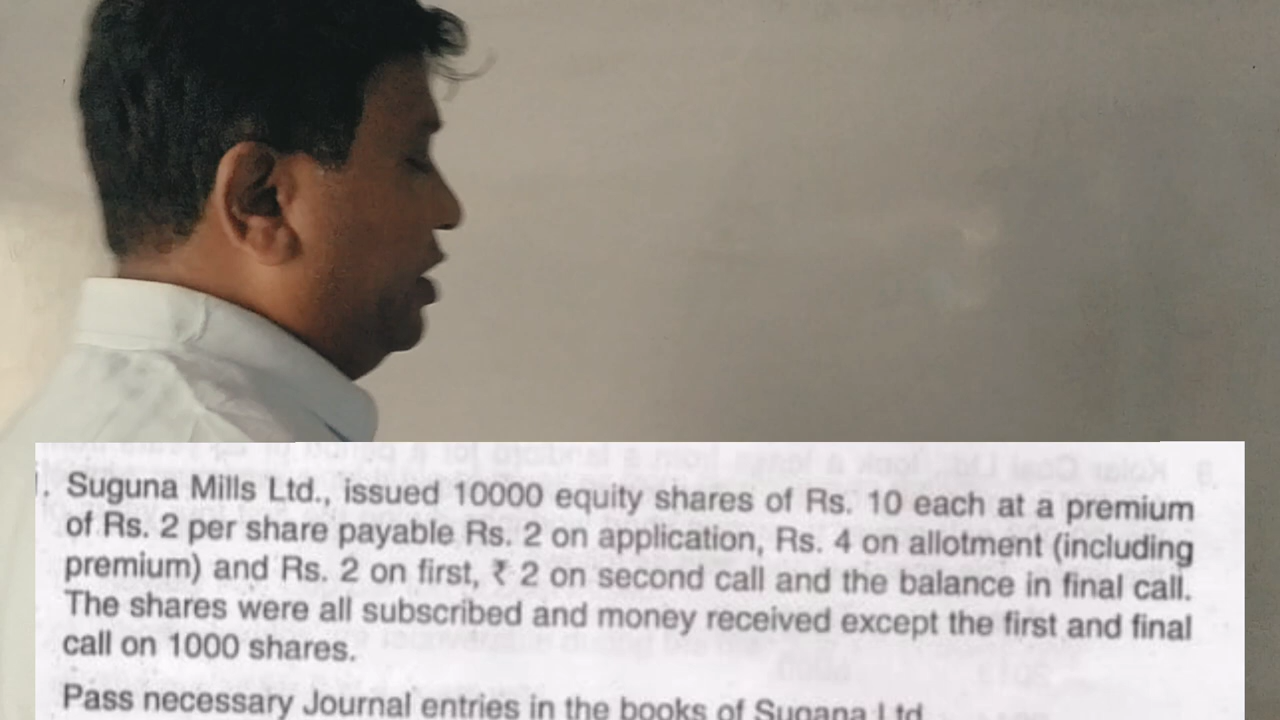 . Suguna Mills Ltd., issued 10000 equity shares of Rs. 10 each at a premium
of Rs. 2 per share payable Rs. 2 on application, Rs. 4 on allotment (including
premium) and Rs. 2 on first, ₹ 2 on second call and the balance in final call.
The shares were all subscribed and money received except the first and final
call on 1000 shares.
Pass necessary Journal entries in the books of Sugana Ltd